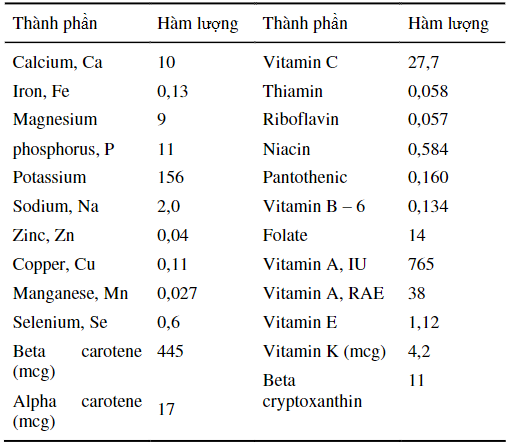 Thành phần Hàm lượng Thành phần Hàm lượng
Calcium, Ca 10 Vitamin C 27,7
Iron, Fe 0,13 Thiamin 0,058
Magnesium 9 Riboflavin 0,057
phosphorus, P 11 Niacin 0,584
Potassium 156 Pantothenic 0,160
Sodium, Na 2,0 Vitamin B – 6 0,134
Zinc, Zn 0,04 Folate 14
Copper, Cu 0,11 Vitamin A, IU 765
Manganese, Mn 0,027 Vitamin A, RAE 38
Selenium, Se 0,6 Vitamin E 1,12
Beta carotene 445 Vitamin K (mcg) 4,2
(mcg)
Beta 11
cryptoxanthin
Alpha carotene 17
(mcg)